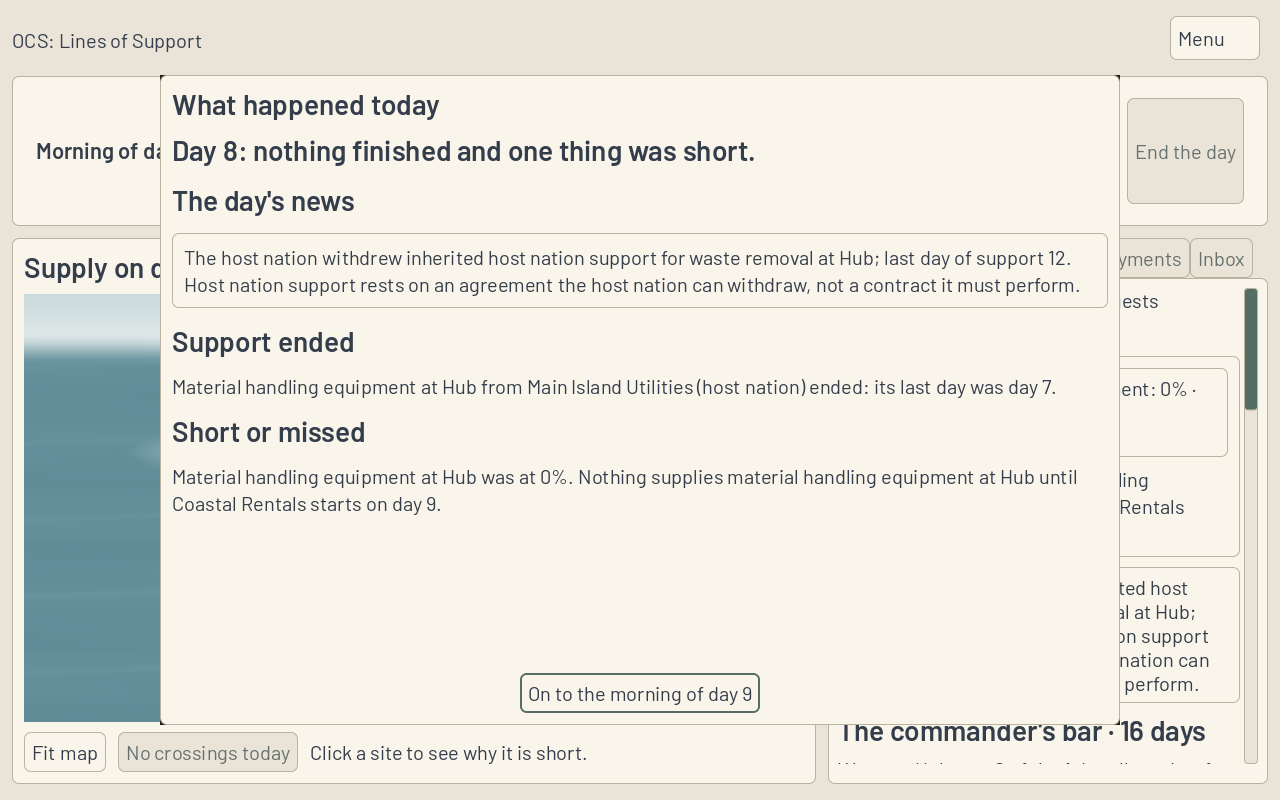 OCS: Lines of Support
Menu
Morning of da
End the day
What happened today
Day 8: nothing finished and one thing was short.
The day's news
The host nation withdrew inherited host nation support for waste removal at Hub; last day of support 12.
Host nation support rests on an agreement the host nation can withdraw, not a contract it must perform.
Support ended
Material handling equipment at Hub from Main Island Utilities (host nation) ended: its last day was day 7.
Short or missed
Material handling equipment at Hub was at 0%. Nothing supplies material handling equipment at Hub until
Coastal Rentals starts on day 9.
On to the morning of day 9
Supply on d
yments
Inbox
ests
ent: 0% ·
ling
Rentals
ted host
al at Hub;
on support
nation can
perform.
The commander's bar · 16 days
Fit map
No crossings today
Click a site to see why it is short.